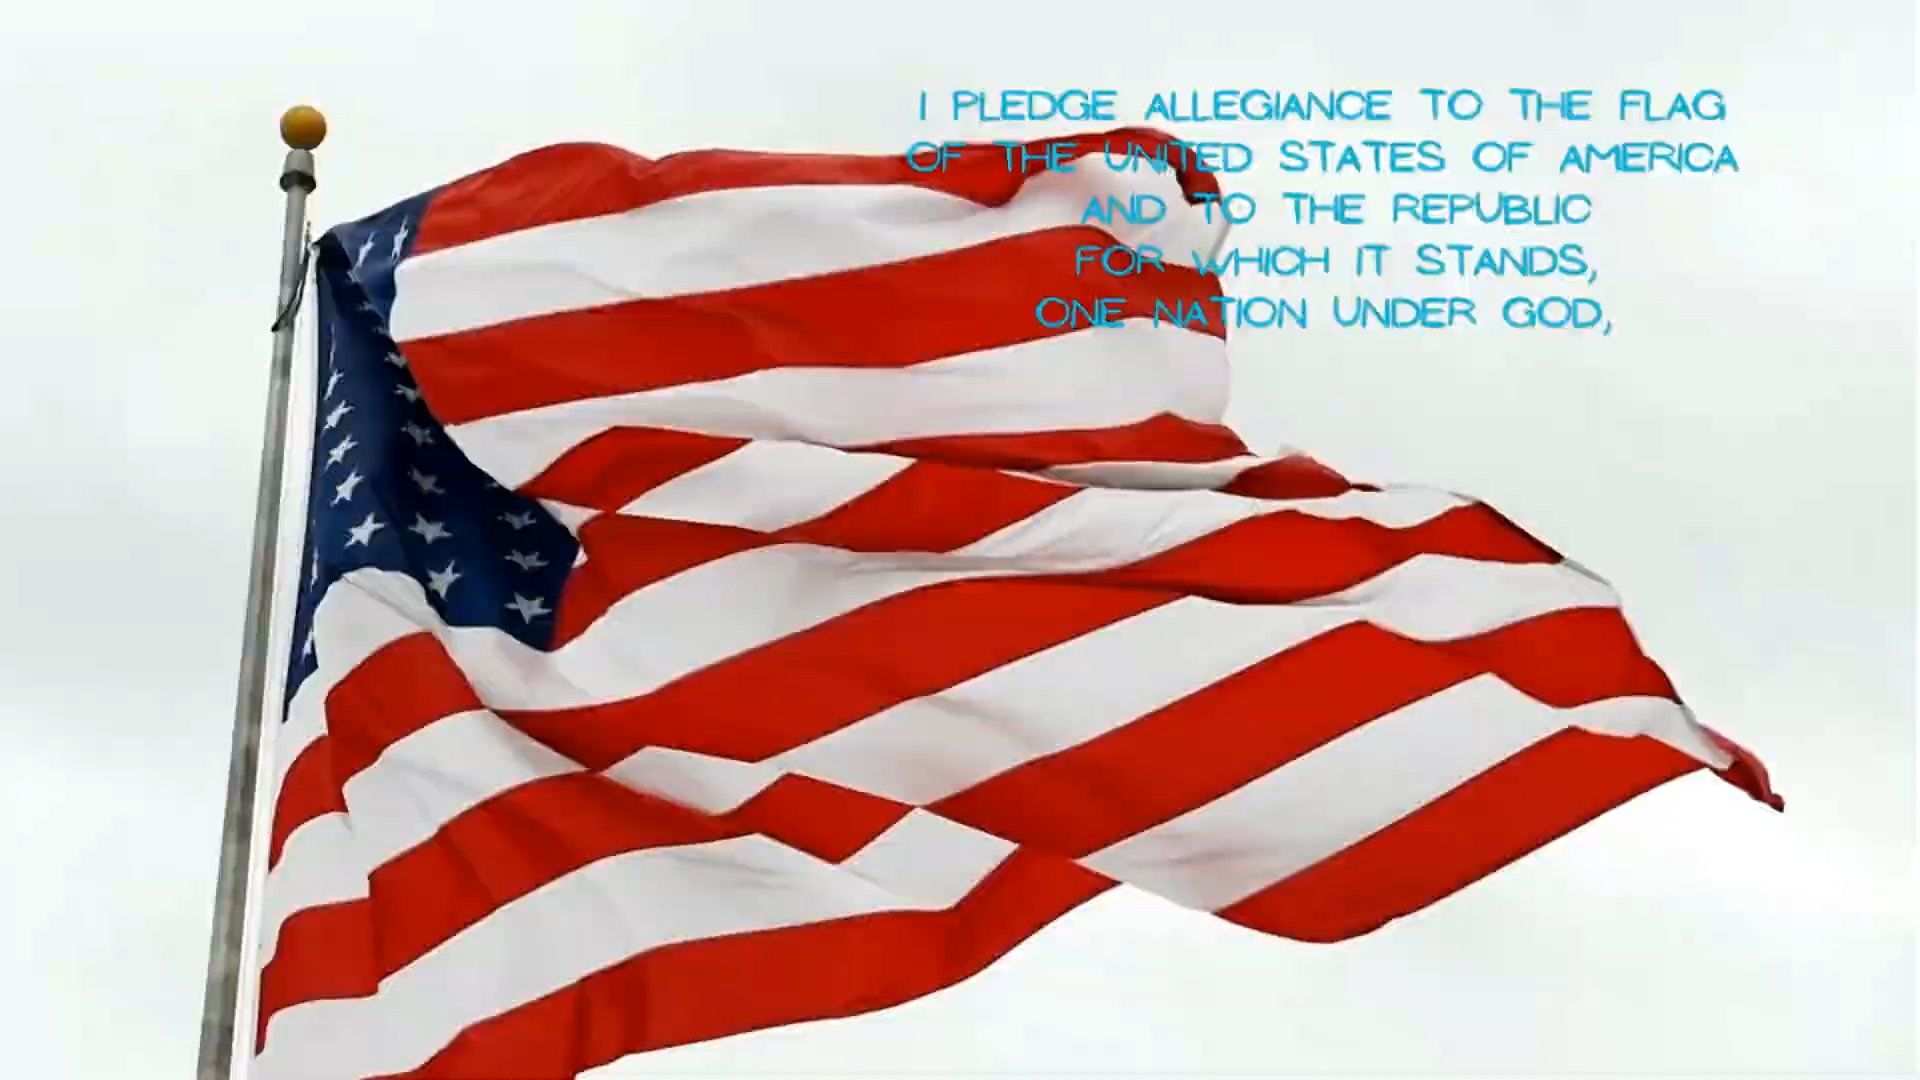 I PLEDGE ALLEGIANCE TO THE FLAG
OF THE UNITED STATES OF AMERICA
AND TO THE REPUBLIC
FOR WHICH IT STANDS,
ONE NATION UNDER GOD,